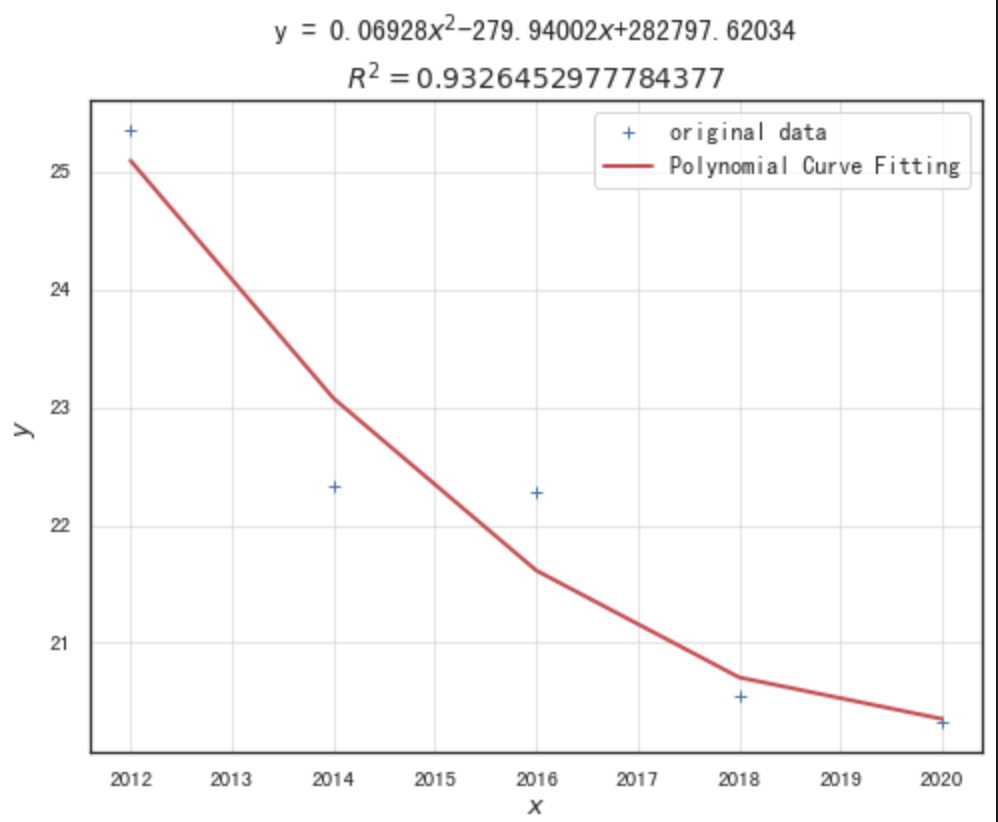 y = 0.06928x²−279.94002x+282797.62034
R² = 0.9326452977784377
original data
Polynomial Curve Fitting
25
24
23
22
21
y
2012 2013 2014 2015 2016 2017 2018 2019 2020
x